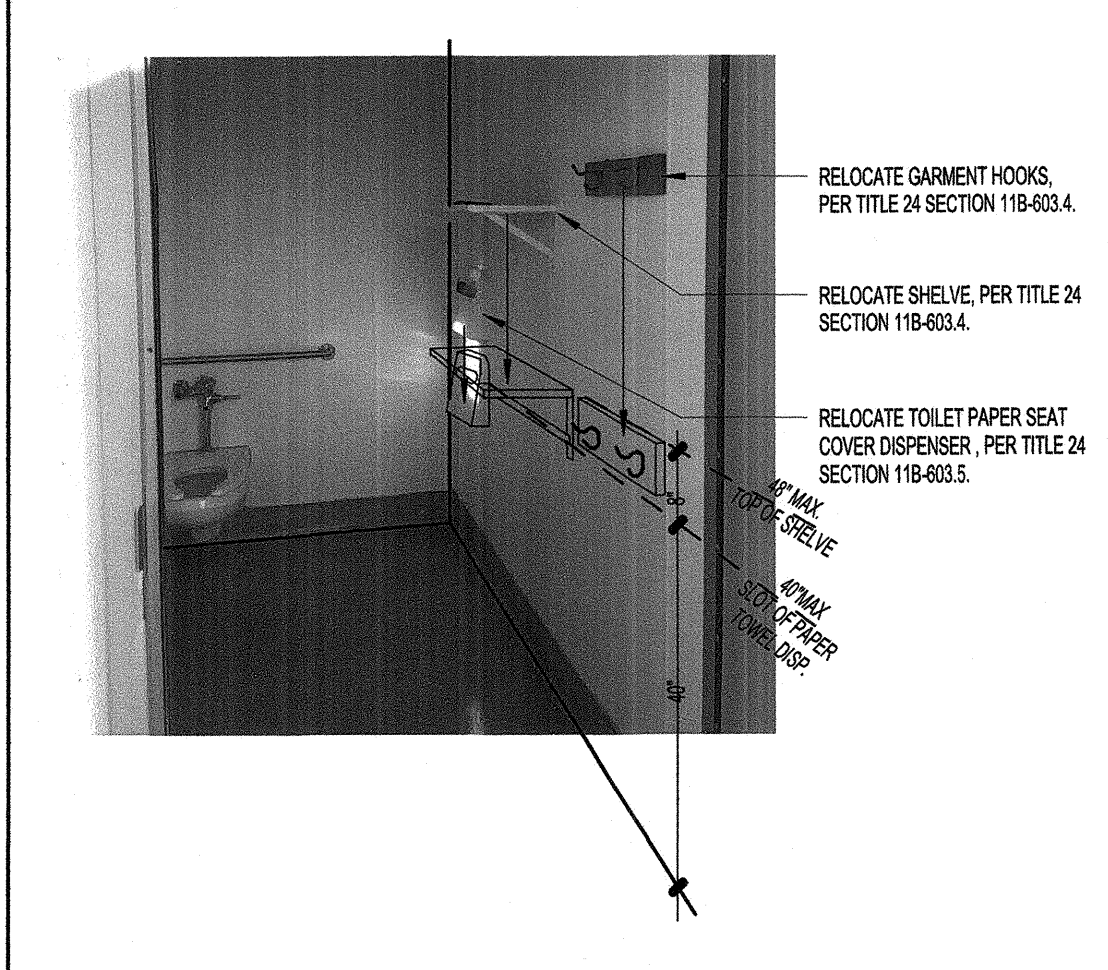 RELOCATE GARMENT HOOKS,
PER TITLE 24 SECTION 11B-603.4.
RELOCATE SHELVE, PER TITLE 24
SECTION 11B-603.4.
RELOCATE TOILET PAPER SEAT
COVER DISPENSER , PER TITLE 24
SECTION 11B-603.5.
8"
48" MAX.
TOP OF SHELVE
40"MAX
SLOT OF PAPER
TOWEL DISP.
40"